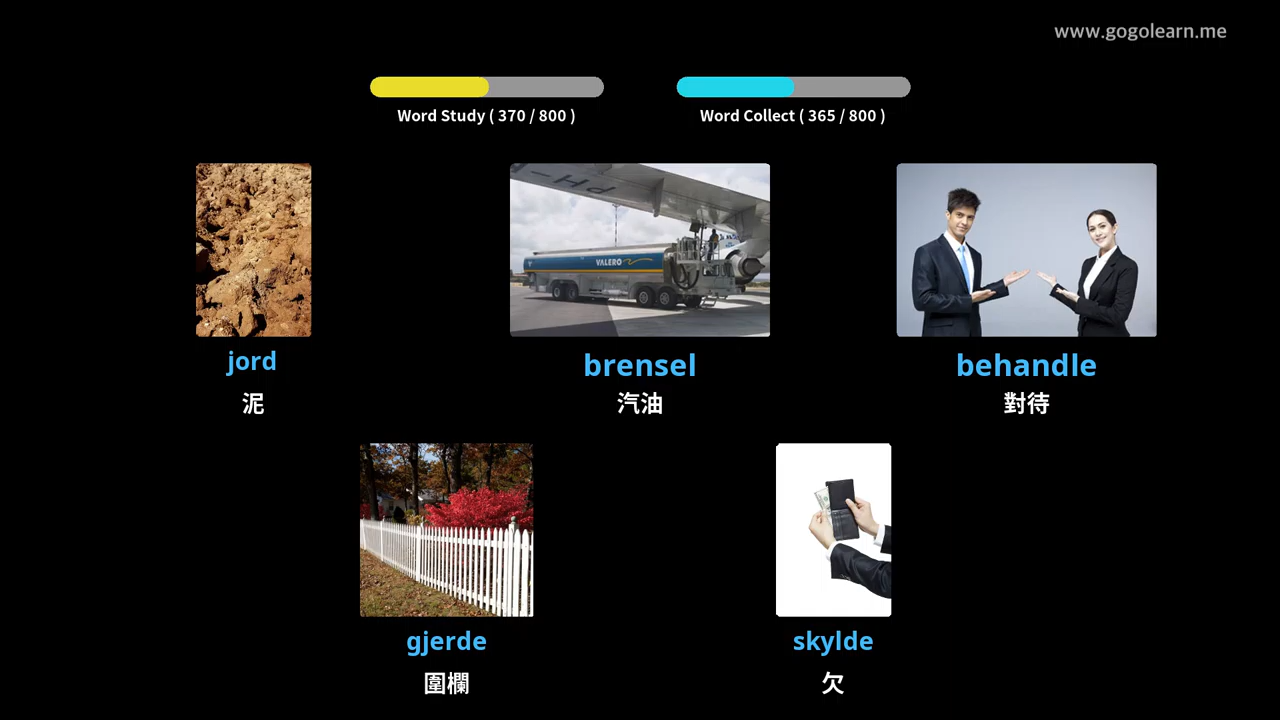 www.gogolearn.me
Word Study ( 370 / 800 )
Word Collect ( 365 / 800 )
PH-
VALERO
jord
brensel
behandle
泥
汽油
對待
gjerde
skylde
圍欄
欠